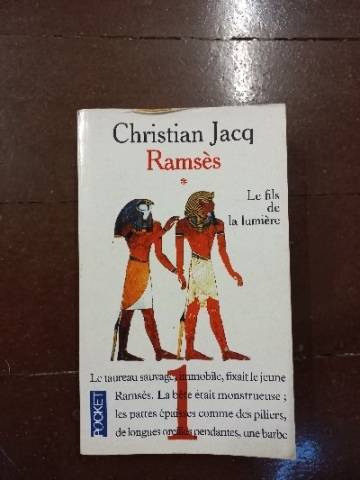 Christian Jacq
Ramsès
*
Le fils
de
la lumière
1
Le taureau sauvage, immobile, fixait le jeune
Ramsès. La bête était monstrueuse ;
les pattes épaisses comme des piliers,
de longues oreilles pendantes, une barbe
POCKET